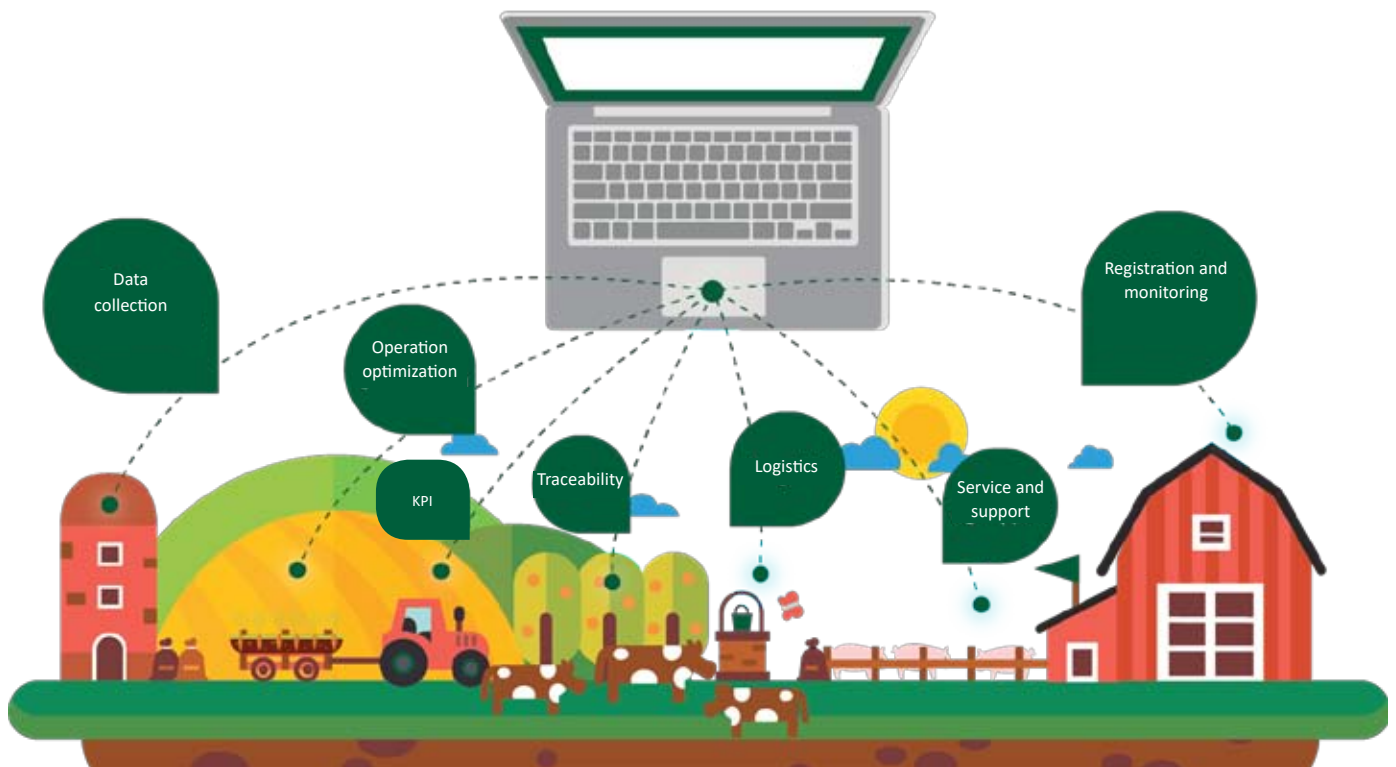 Data
collection
Operation
optimization
KPI
Traceability
Logistics
Service and
support
Registration and
monitoring